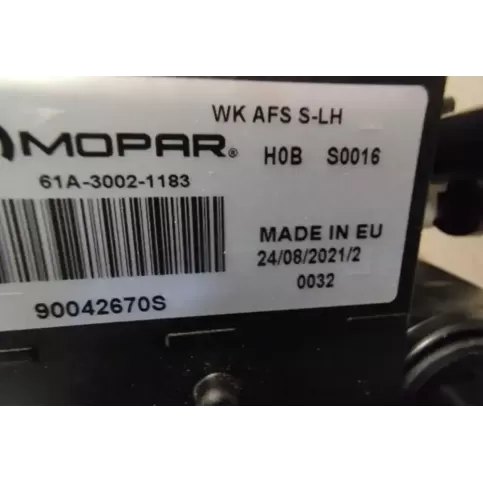 WK AFS S-LH
MOPAR®
H0B S0016
61A-3002-1183
MADE IN EU
24/08/2021/2
0032
90042670S